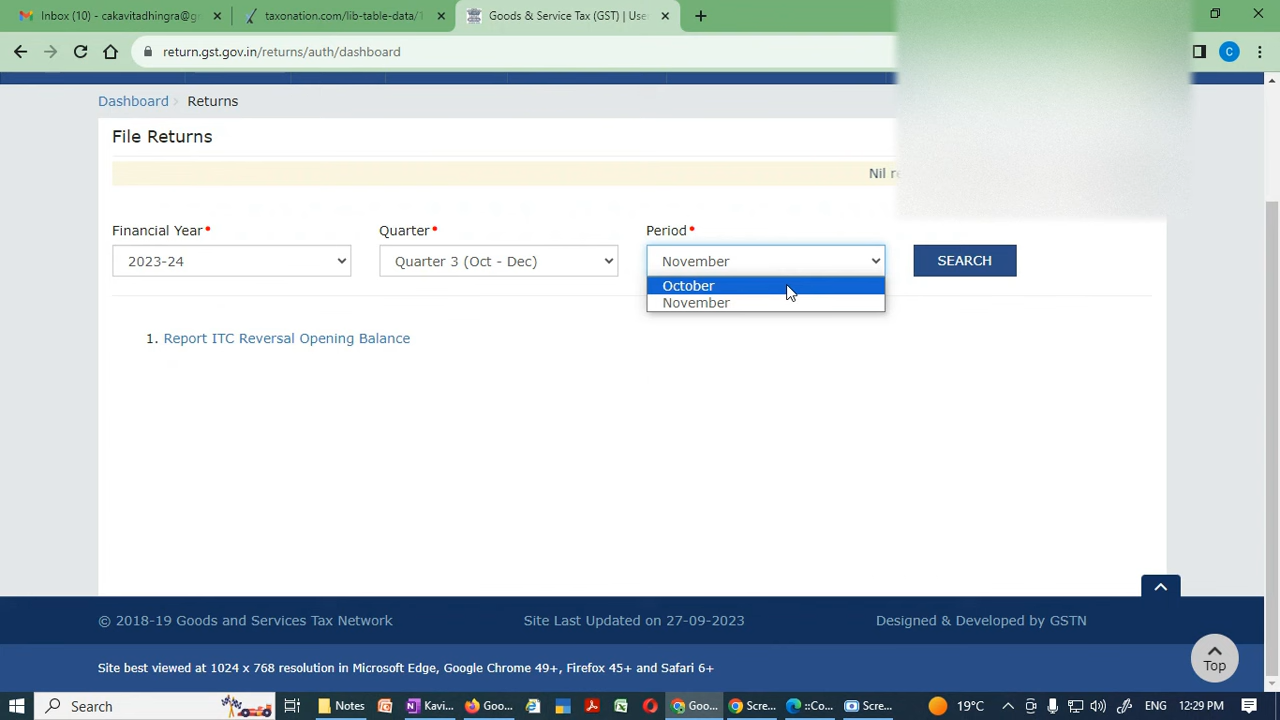 Inbox (10) - cakavitadhingra@g
taxonation.com/lib-table-data/1
Goods & Service Tax (GST) | Use
return.gst.gov.in/returns/auth/dashboard
C
Dashboard > Returns
File Returns
Nil re
Financial Year• Quarter• Period•
2023-24 Quarter 3 (Oct - Dec) November SEARCH
October
November
1. Report ITC Reversal Opening Balance
© 2018-19 Goods and Services Tax Network Site Last Updated on 27-09-2023 Designed & Developed by GSTN
Site best viewed at 1024 x 768 resolution in Microsoft Edge, Google Chrome 49+, Firefox 45+ and Safari 6+
Top
Search Notes Kavi... Goo... Goo... Scre... ::Co... Scre... 19°C ENG 12:29 PM